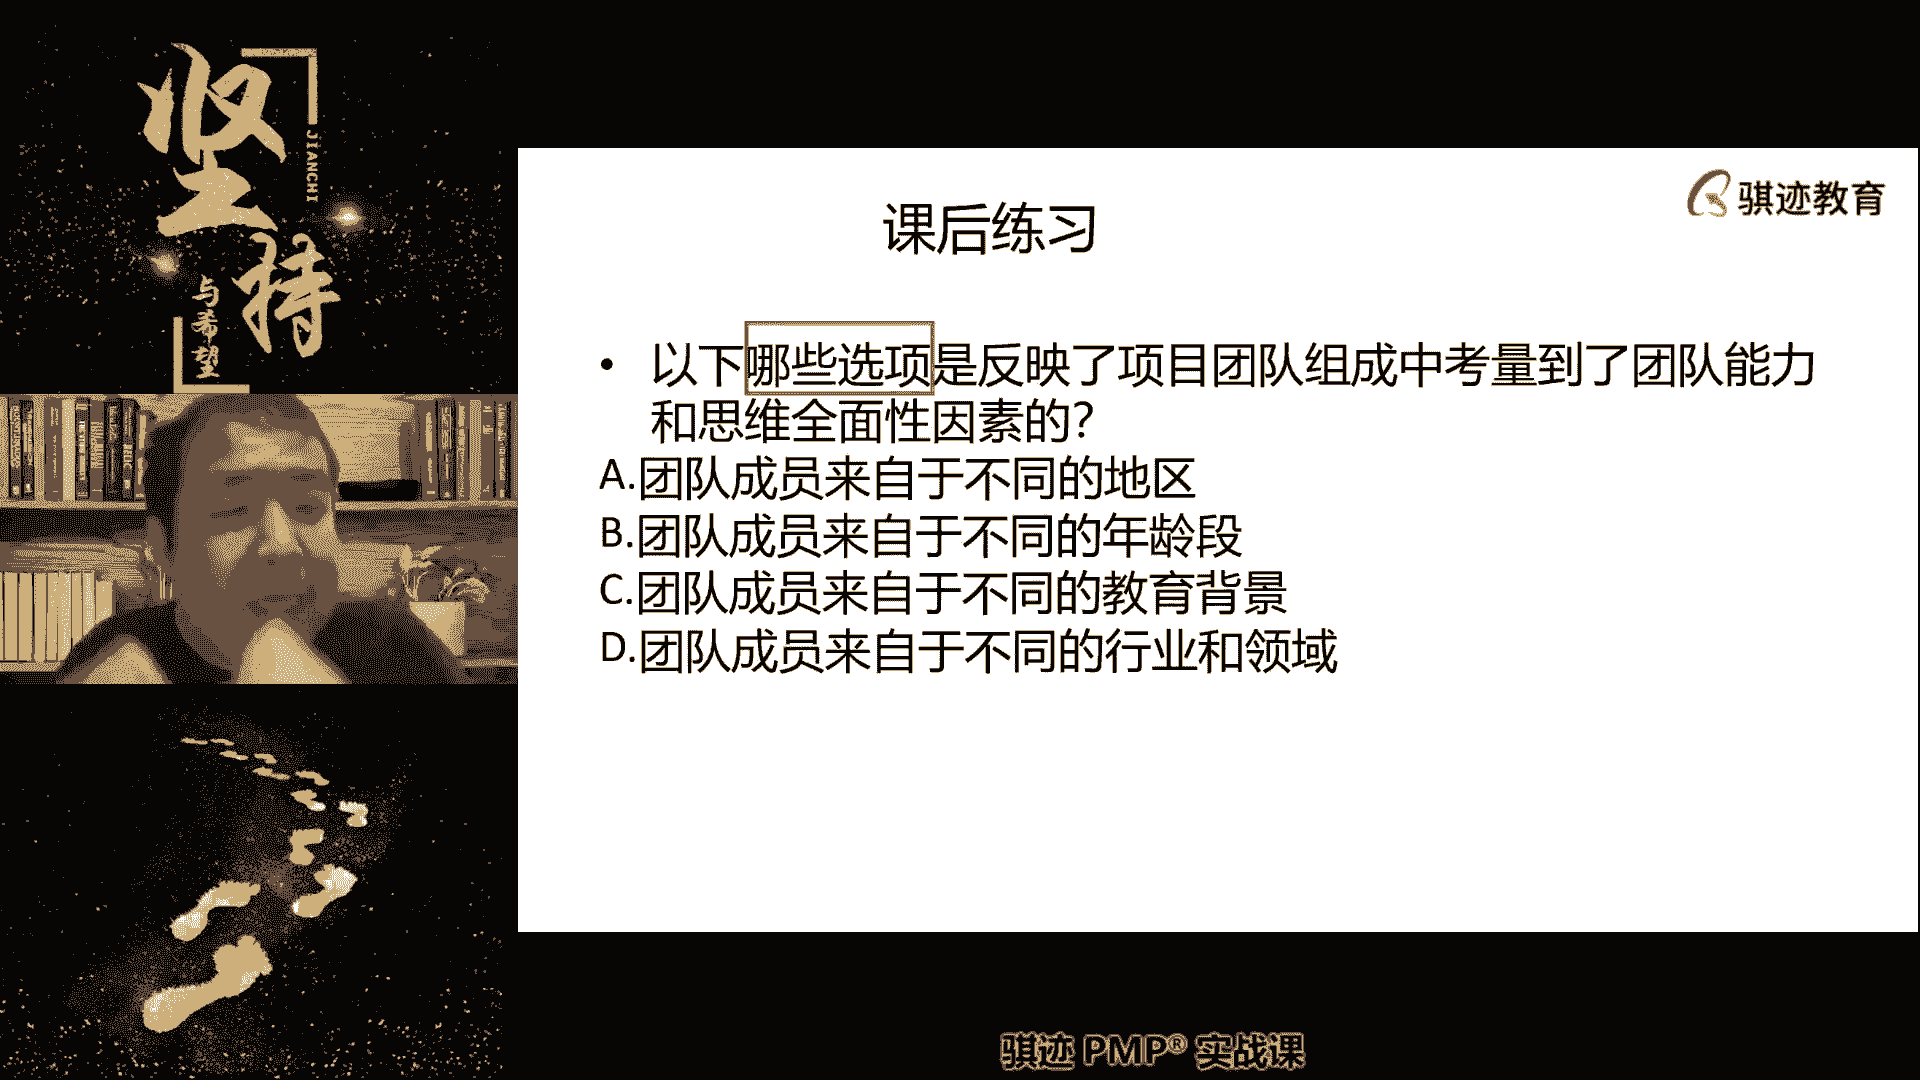 坚持
JIANCHI
与希望
骐迹教育
课后练习
• 以下哪些选项是反映了项目团队组成中考量到了团队能力
和思维全面性因素的?
A.团队成员来自于不同的地区
B.团队成员来自于不同的年龄段
C.团队成员来自于不同的教育背景
D.团队成员来自于不同的行业和领域
骐迹 PMP® 实战课